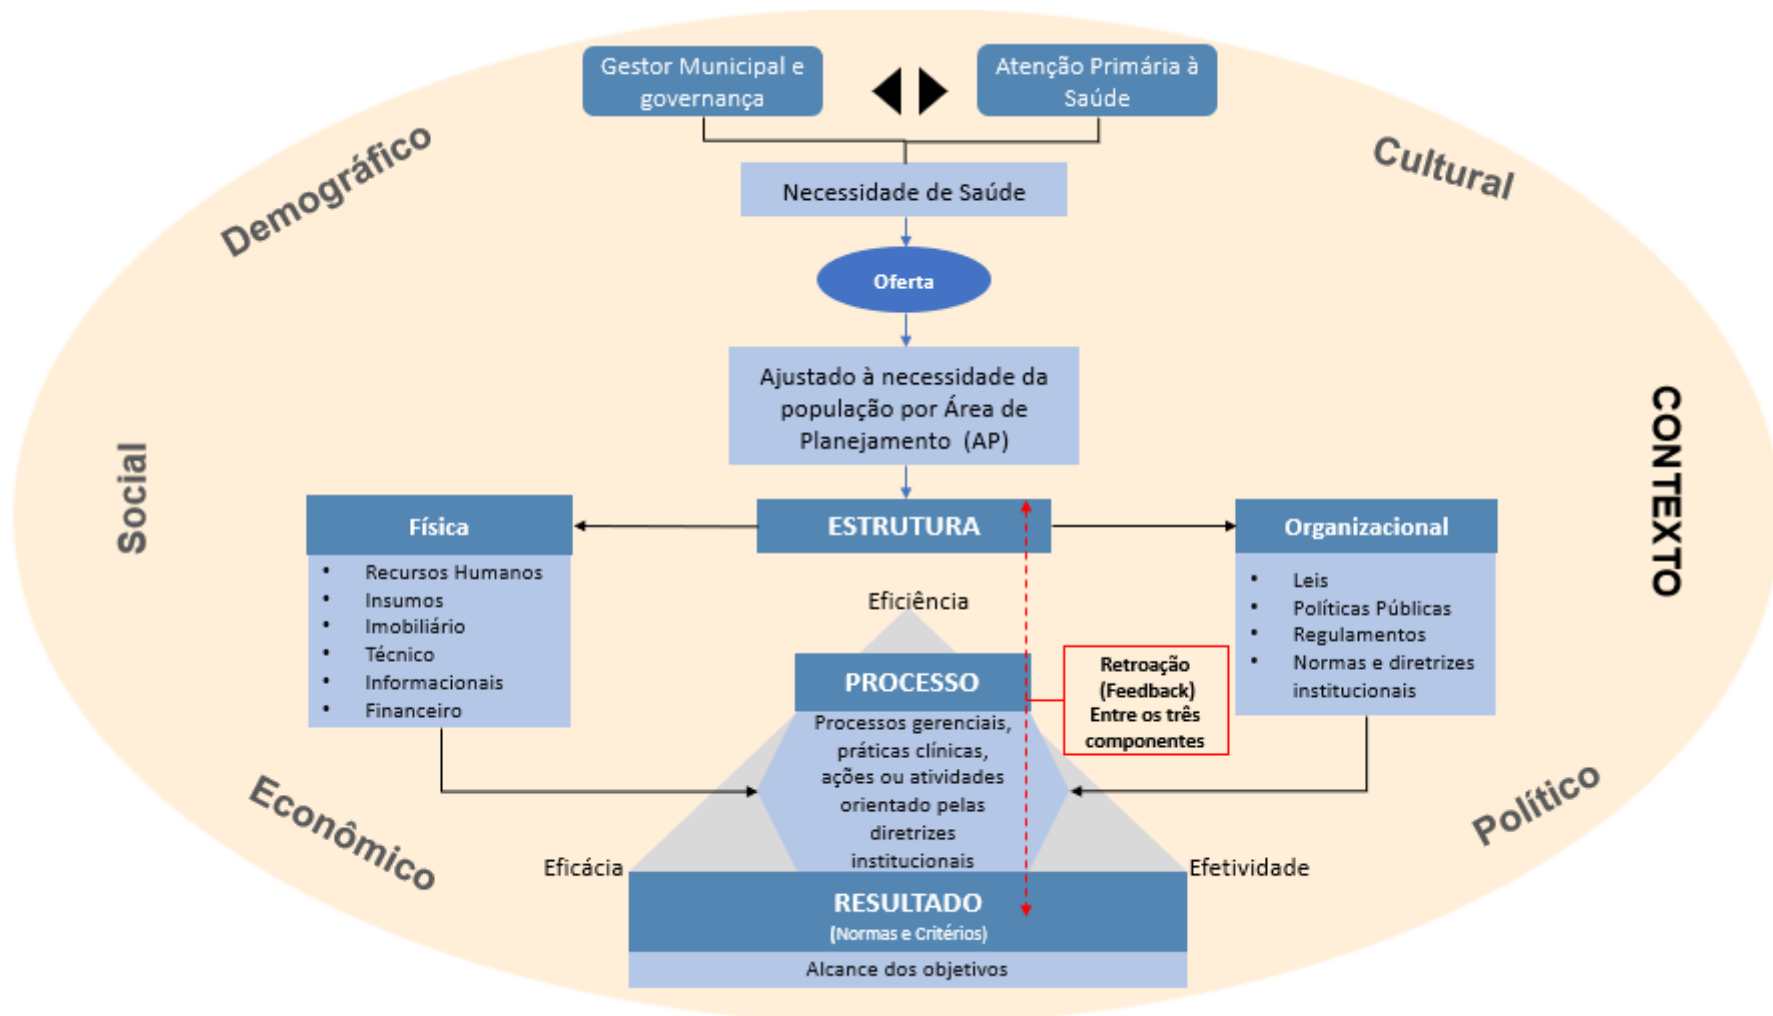 Gestor Municipal e
governança
Atenção Primária à
Saúde
Demográfico
Cultural
Necessidade de Saúde
Oferta
Ajustado à necessidade da
população por Área de
Planejamento (AP)
Social
CONTEXTO
Física
ESTRUTURA
Organizacional
• Recursos Humanos
• Insumos
• Imobiliário
• Técnico
• Informacionais
• Financeiro
• Leis
• Políticas Públicas
• Regulamentos
• Normas e diretrizes
institucionais
Eficiência
PROCESSO
Processos gerenciais,
práticas clínicas,
ações ou atividades
orientado pelas
diretrizes
institucionais
Retroação
(Feedback)
Entre os três
componentes
Econômico
Político
Eficácia
Efetividade
RESULTADO
(Normas e Critérios)
Alcance dos objetivos